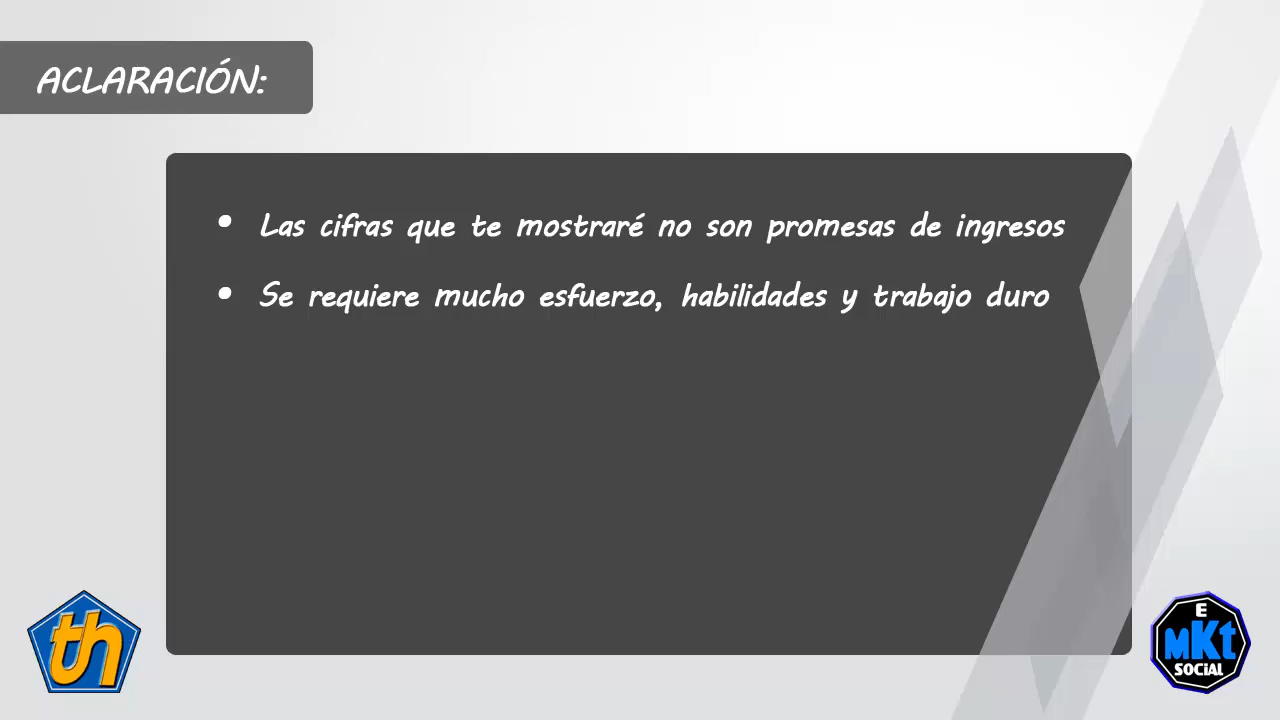 ACLARACIÓN:
• Las cifras que te mostraré no son promesas de ingresos
• Se requiere mucho esfuerzo, habilidades y trabajo duro
th
E
MKt
SOCIAL